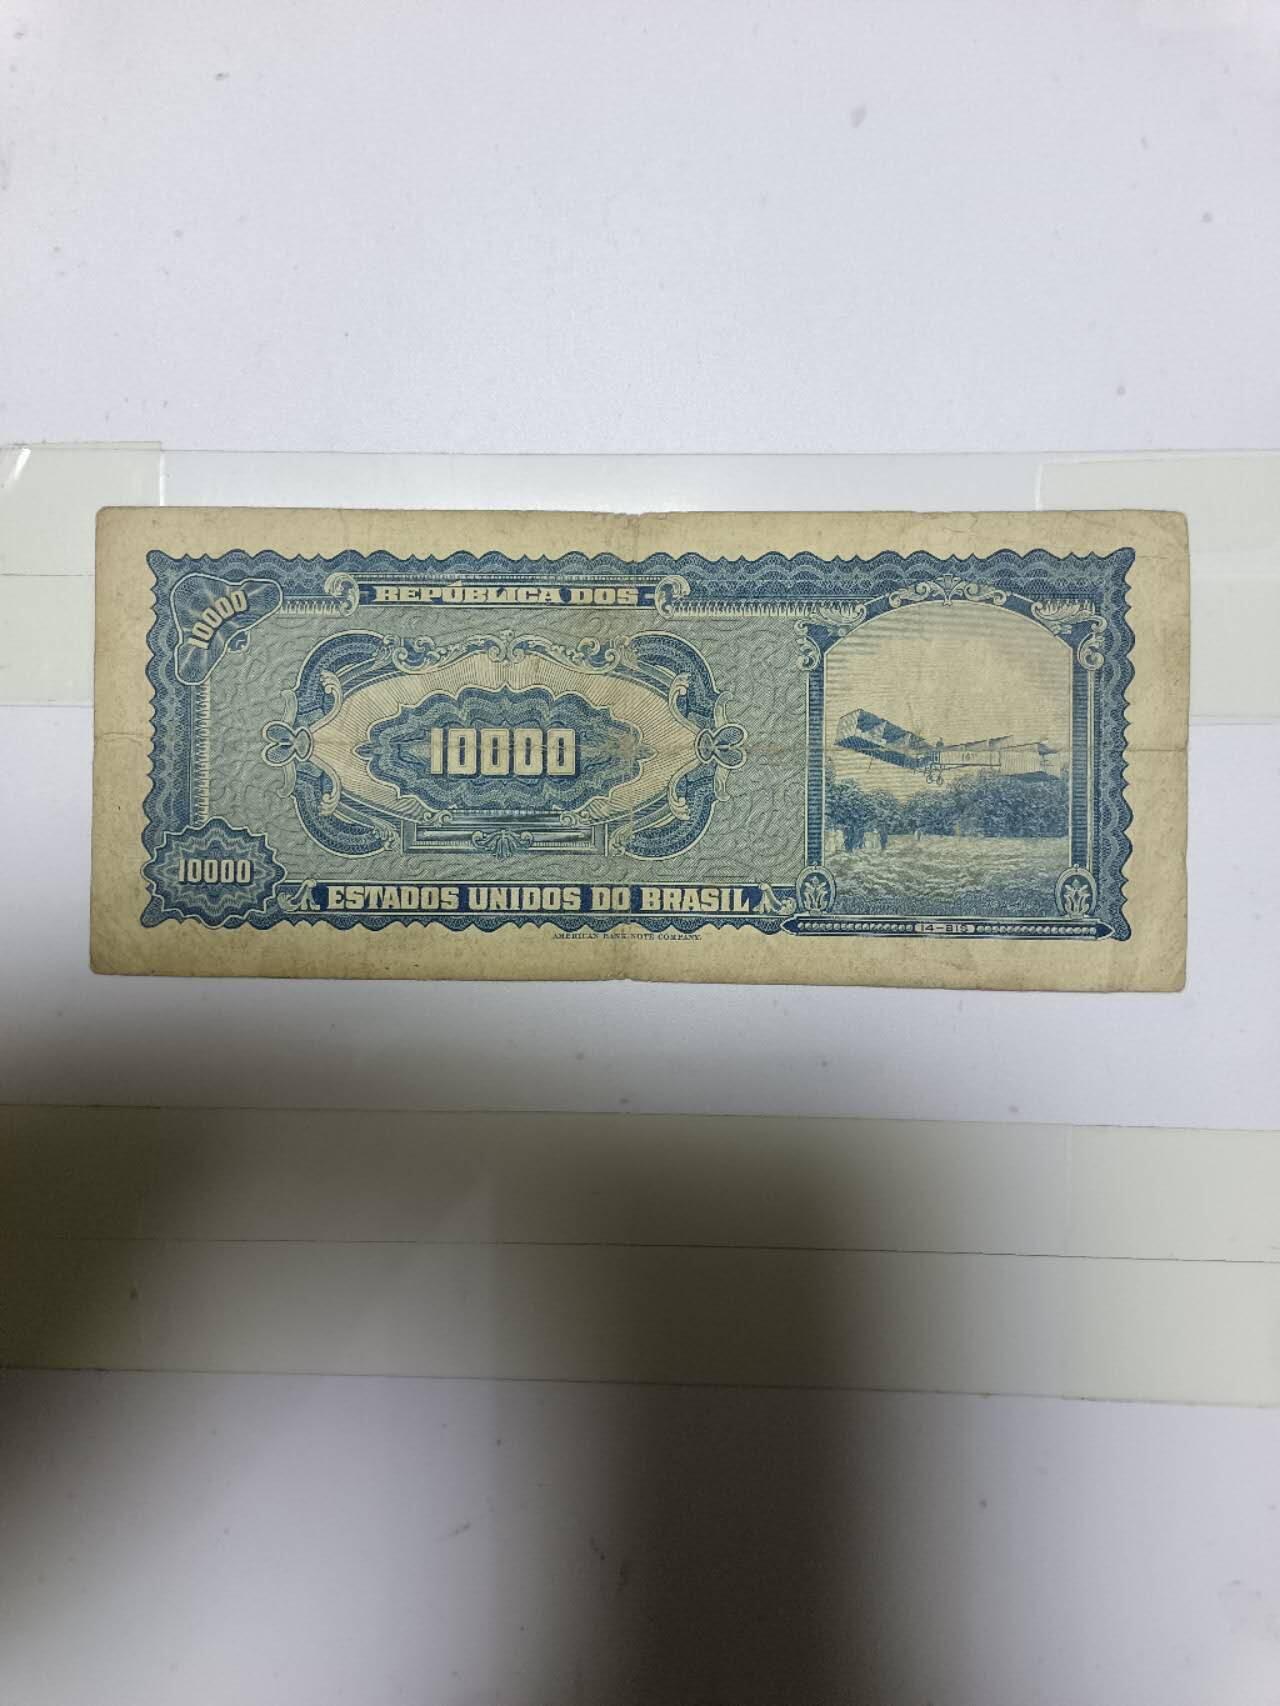 10000
REPÚBLICA DOS
10000
10000
ESTADOS UNIDOS DO BRASIL
14-BIS
AMERICAN BANK NOTE COMPANY.